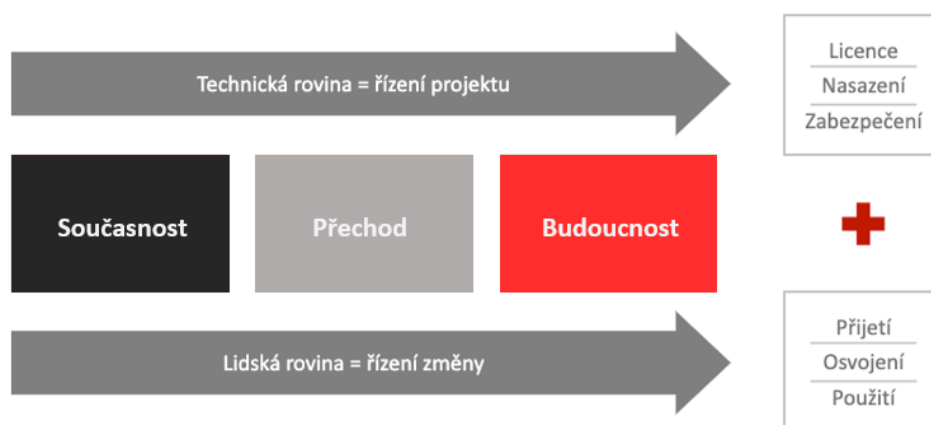 Technická rovina = řízení projektu
Licence
Nasazení
Zabezpečení
Současnost
Přechod
Budoucnost
Lidská rovina = řízení změny
Přijetí
Osvojení
Použití